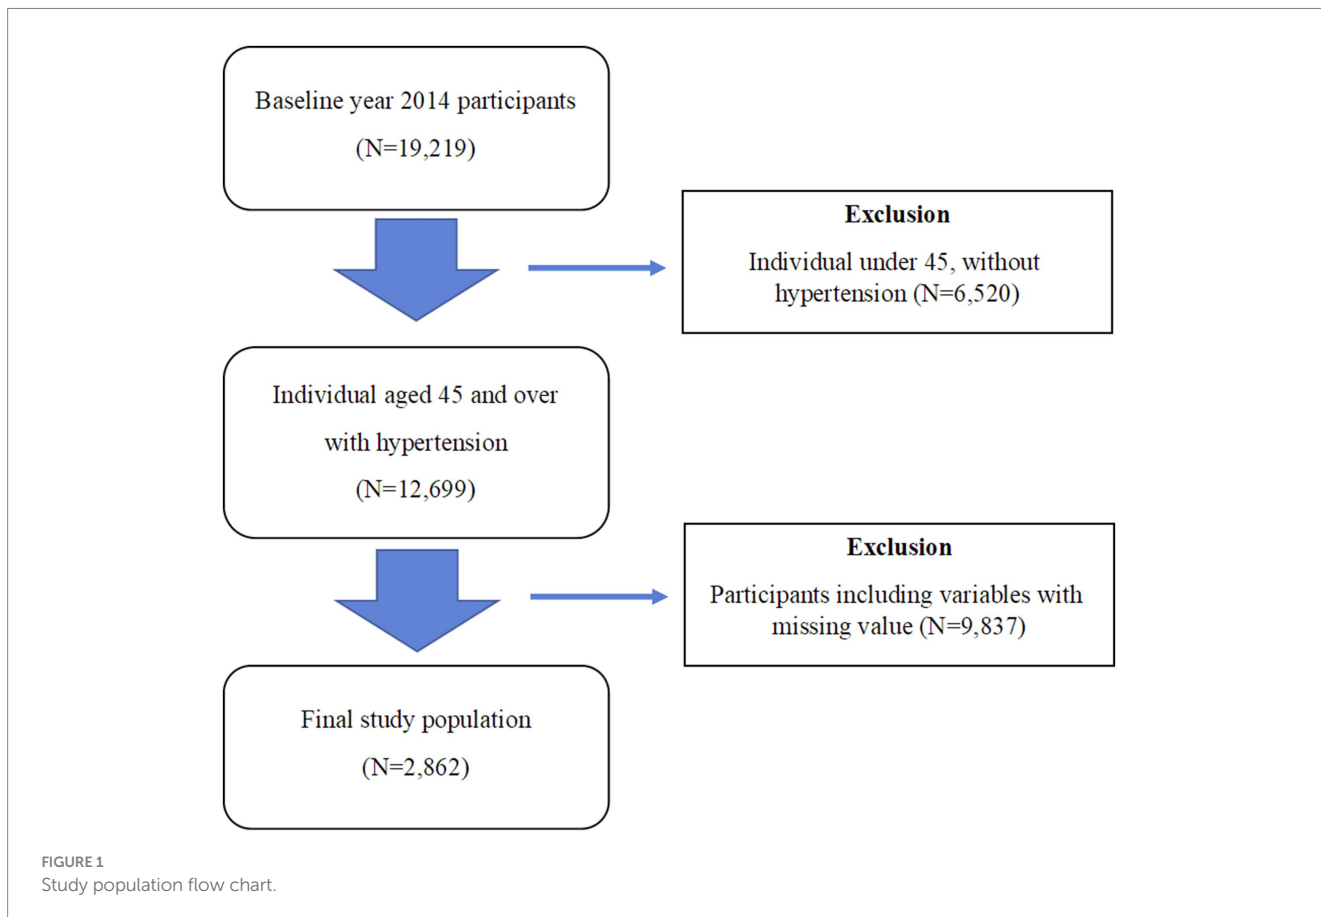 Baseline year 2014 participants
(N=19,219)
Exclusion
Individual under 45, without
hypertension (N=6,520)
Individual aged 45 and over
with hypertension
(N=12,699)
Exclusion
Participants including variables with
missing value (N=9,837)
Final study population
(N=2,862)
FIGURE 1
Study population flow chart.